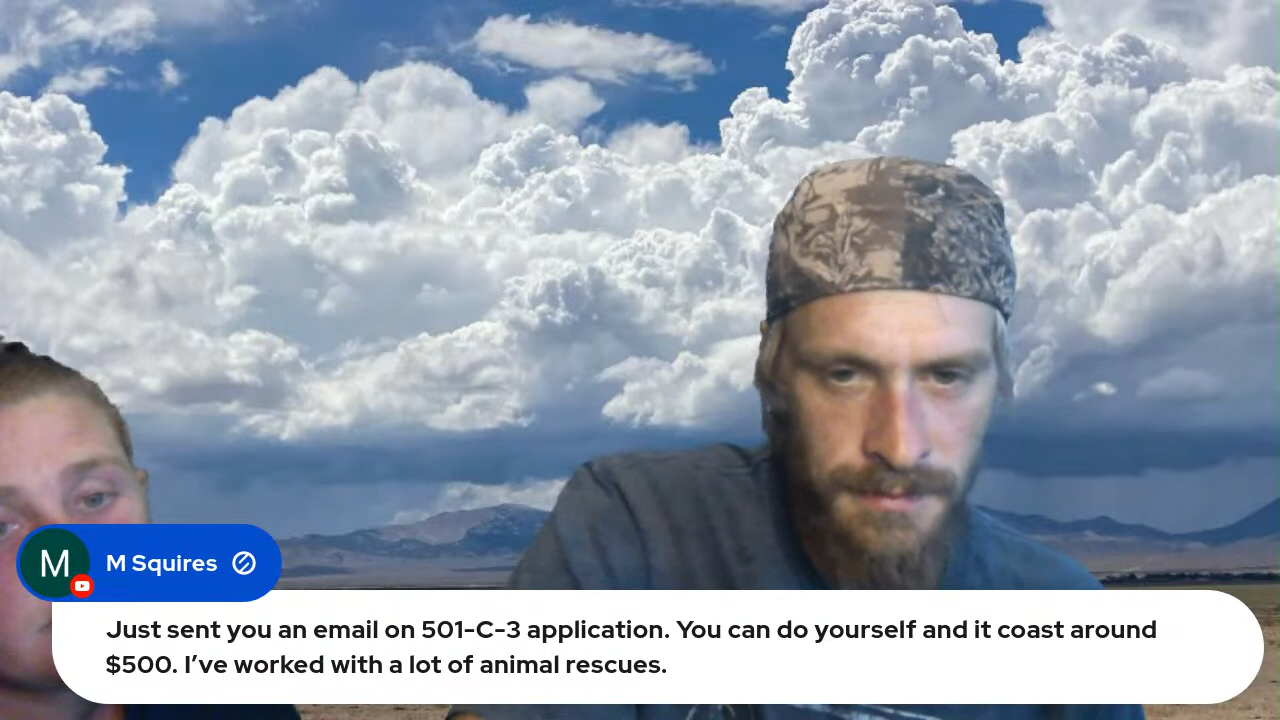 M
M Squires
Just sent you an email on 501-C-3 application. You can do yourself and it coast around
$500. I’ve worked with a lot of animal rescues.